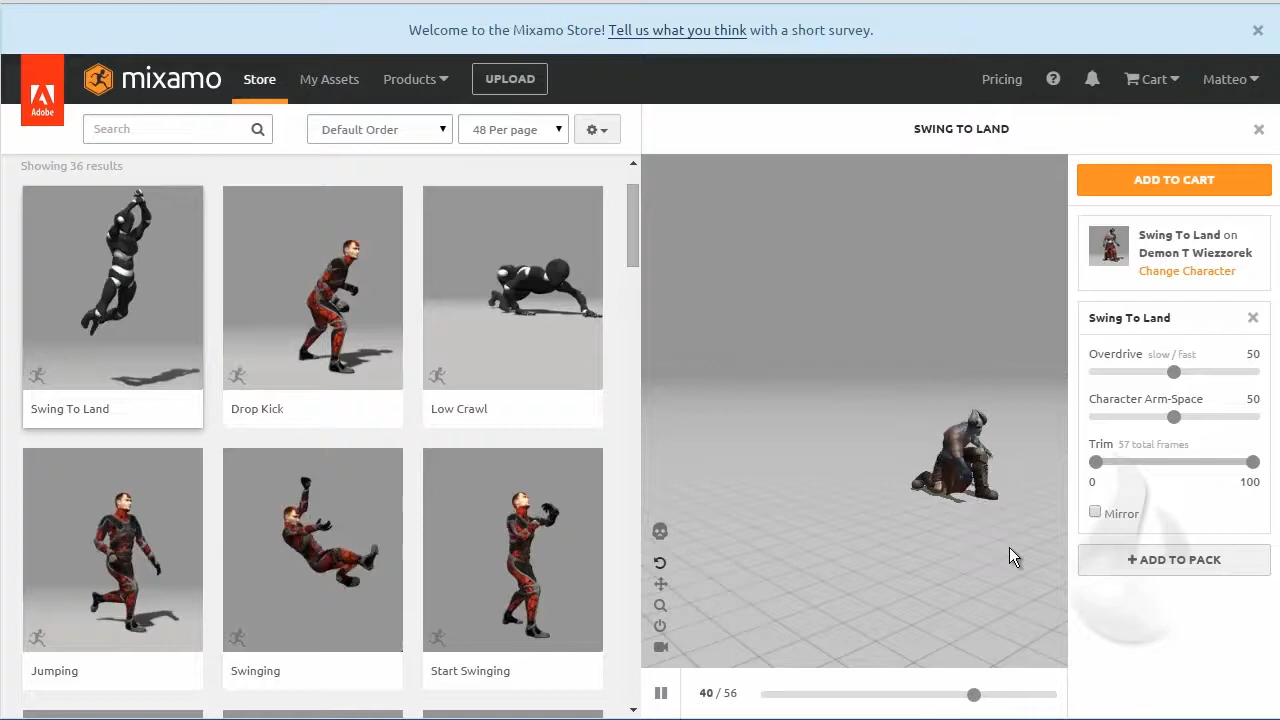 Welcome to the Mixamo Store! Tell us what you think with a short survey.
Adobe
mixamo
Store
My Assets
Products
UPLOAD
Pricing
Cart
Matteo
Search
Default Order
48 Per page
SWING TO LAND
Showing 36 results
Swing To Land
Drop Kick
Low Crawl
Jumping
Swinging
Start Swinging
40 / 56
ADD TO CART
Swing To Land on
Demon T Wiezzorek
Change Character
Swing To Land
Overdrive slow / fast 50
Character Arm-Space 50
Trim 57 total frames
0 100
Mirror
+ ADD TO PACK